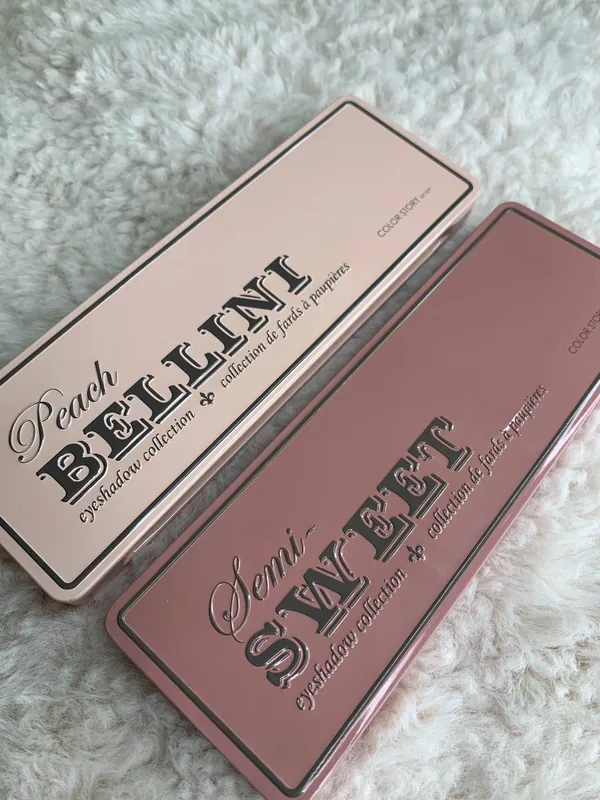 Peach
BELLINI
eyeshadow collection ⚜ collection de fards à paupières
COLOR STORY
Semi-
SWEET
eyeshadow collection ⚜ collection de fards à paupières
COLOR STOR